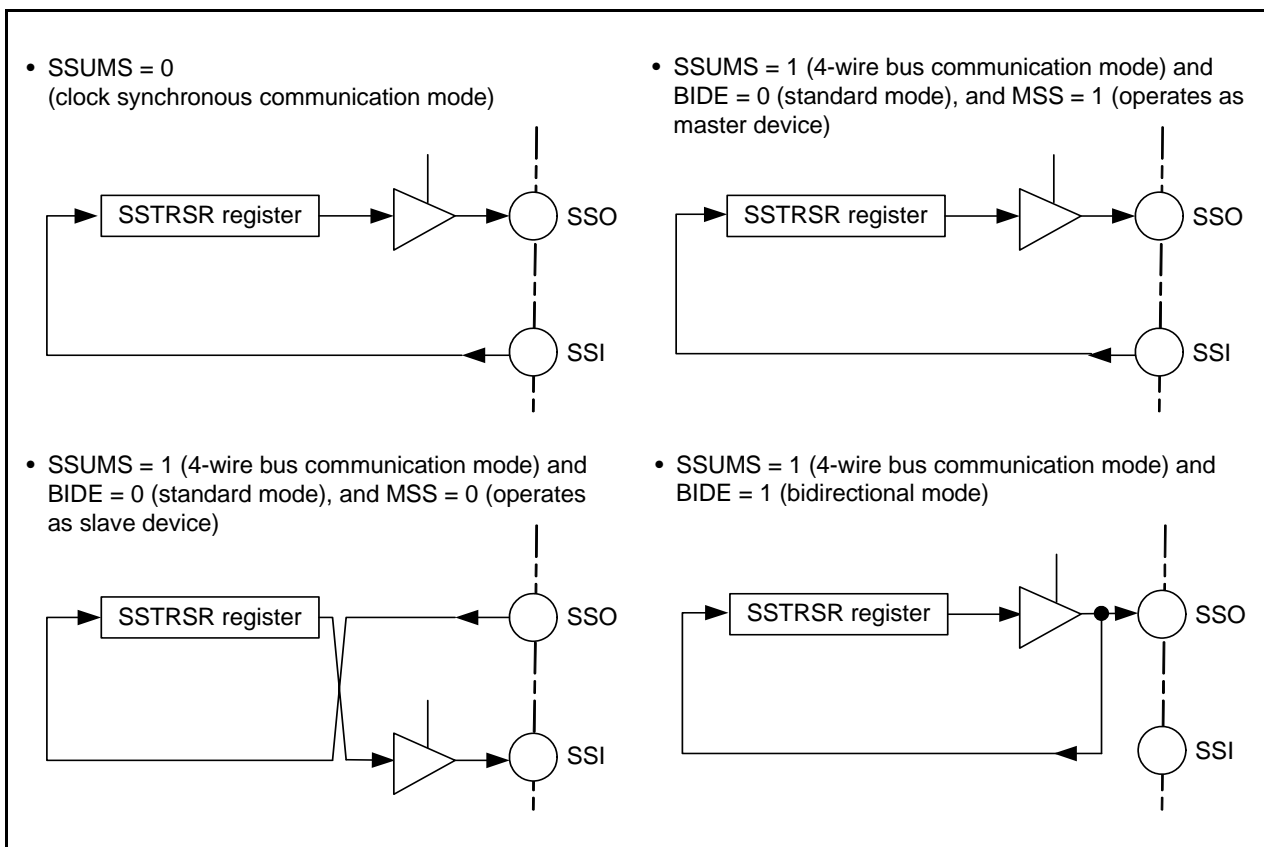 • SSUMS = 0
(clock synchronous communication mode)
SSTRSR register
SSO
SSI
• SSUMS = 1 (4-wire bus communication mode) and
BIDE = 0 (standard mode), and MSS = 1 (operates as
master device)
SSTRSR register
SSO
SSI
• SSUMS = 1 (4-wire bus communication mode) and
BIDE = 0 (standard mode), and MSS = 0 (operates
as slave device)
SSTRSR register
SSO
SSI
• SSUMS = 1 (4-wire bus communication mode) and
BIDE = 1 (bidirectional mode)
SSTRSR register
SSO
SSI